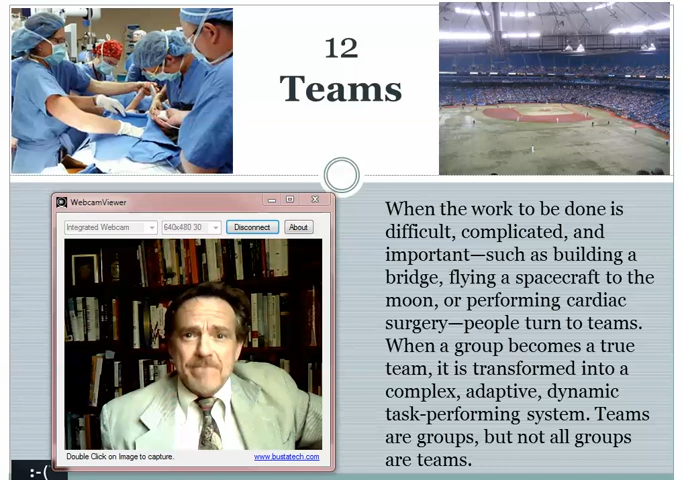 12
Teams
WebcamViewer
Integrated Webcam
640x480 30
Disconnect
About
Double Click on Image to capture.
www.bustatech.com
:-(
When the work to be done is
difficult, complicated, and
important—such as building a
bridge, flying a spacecraft to the
moon, or performing cardiac
surgery—people turn to teams.
When a group becomes a true
team, it is transformed into a
complex, adaptive, dynamic
task-performing system. Teams
are groups, but not all groups
are teams.